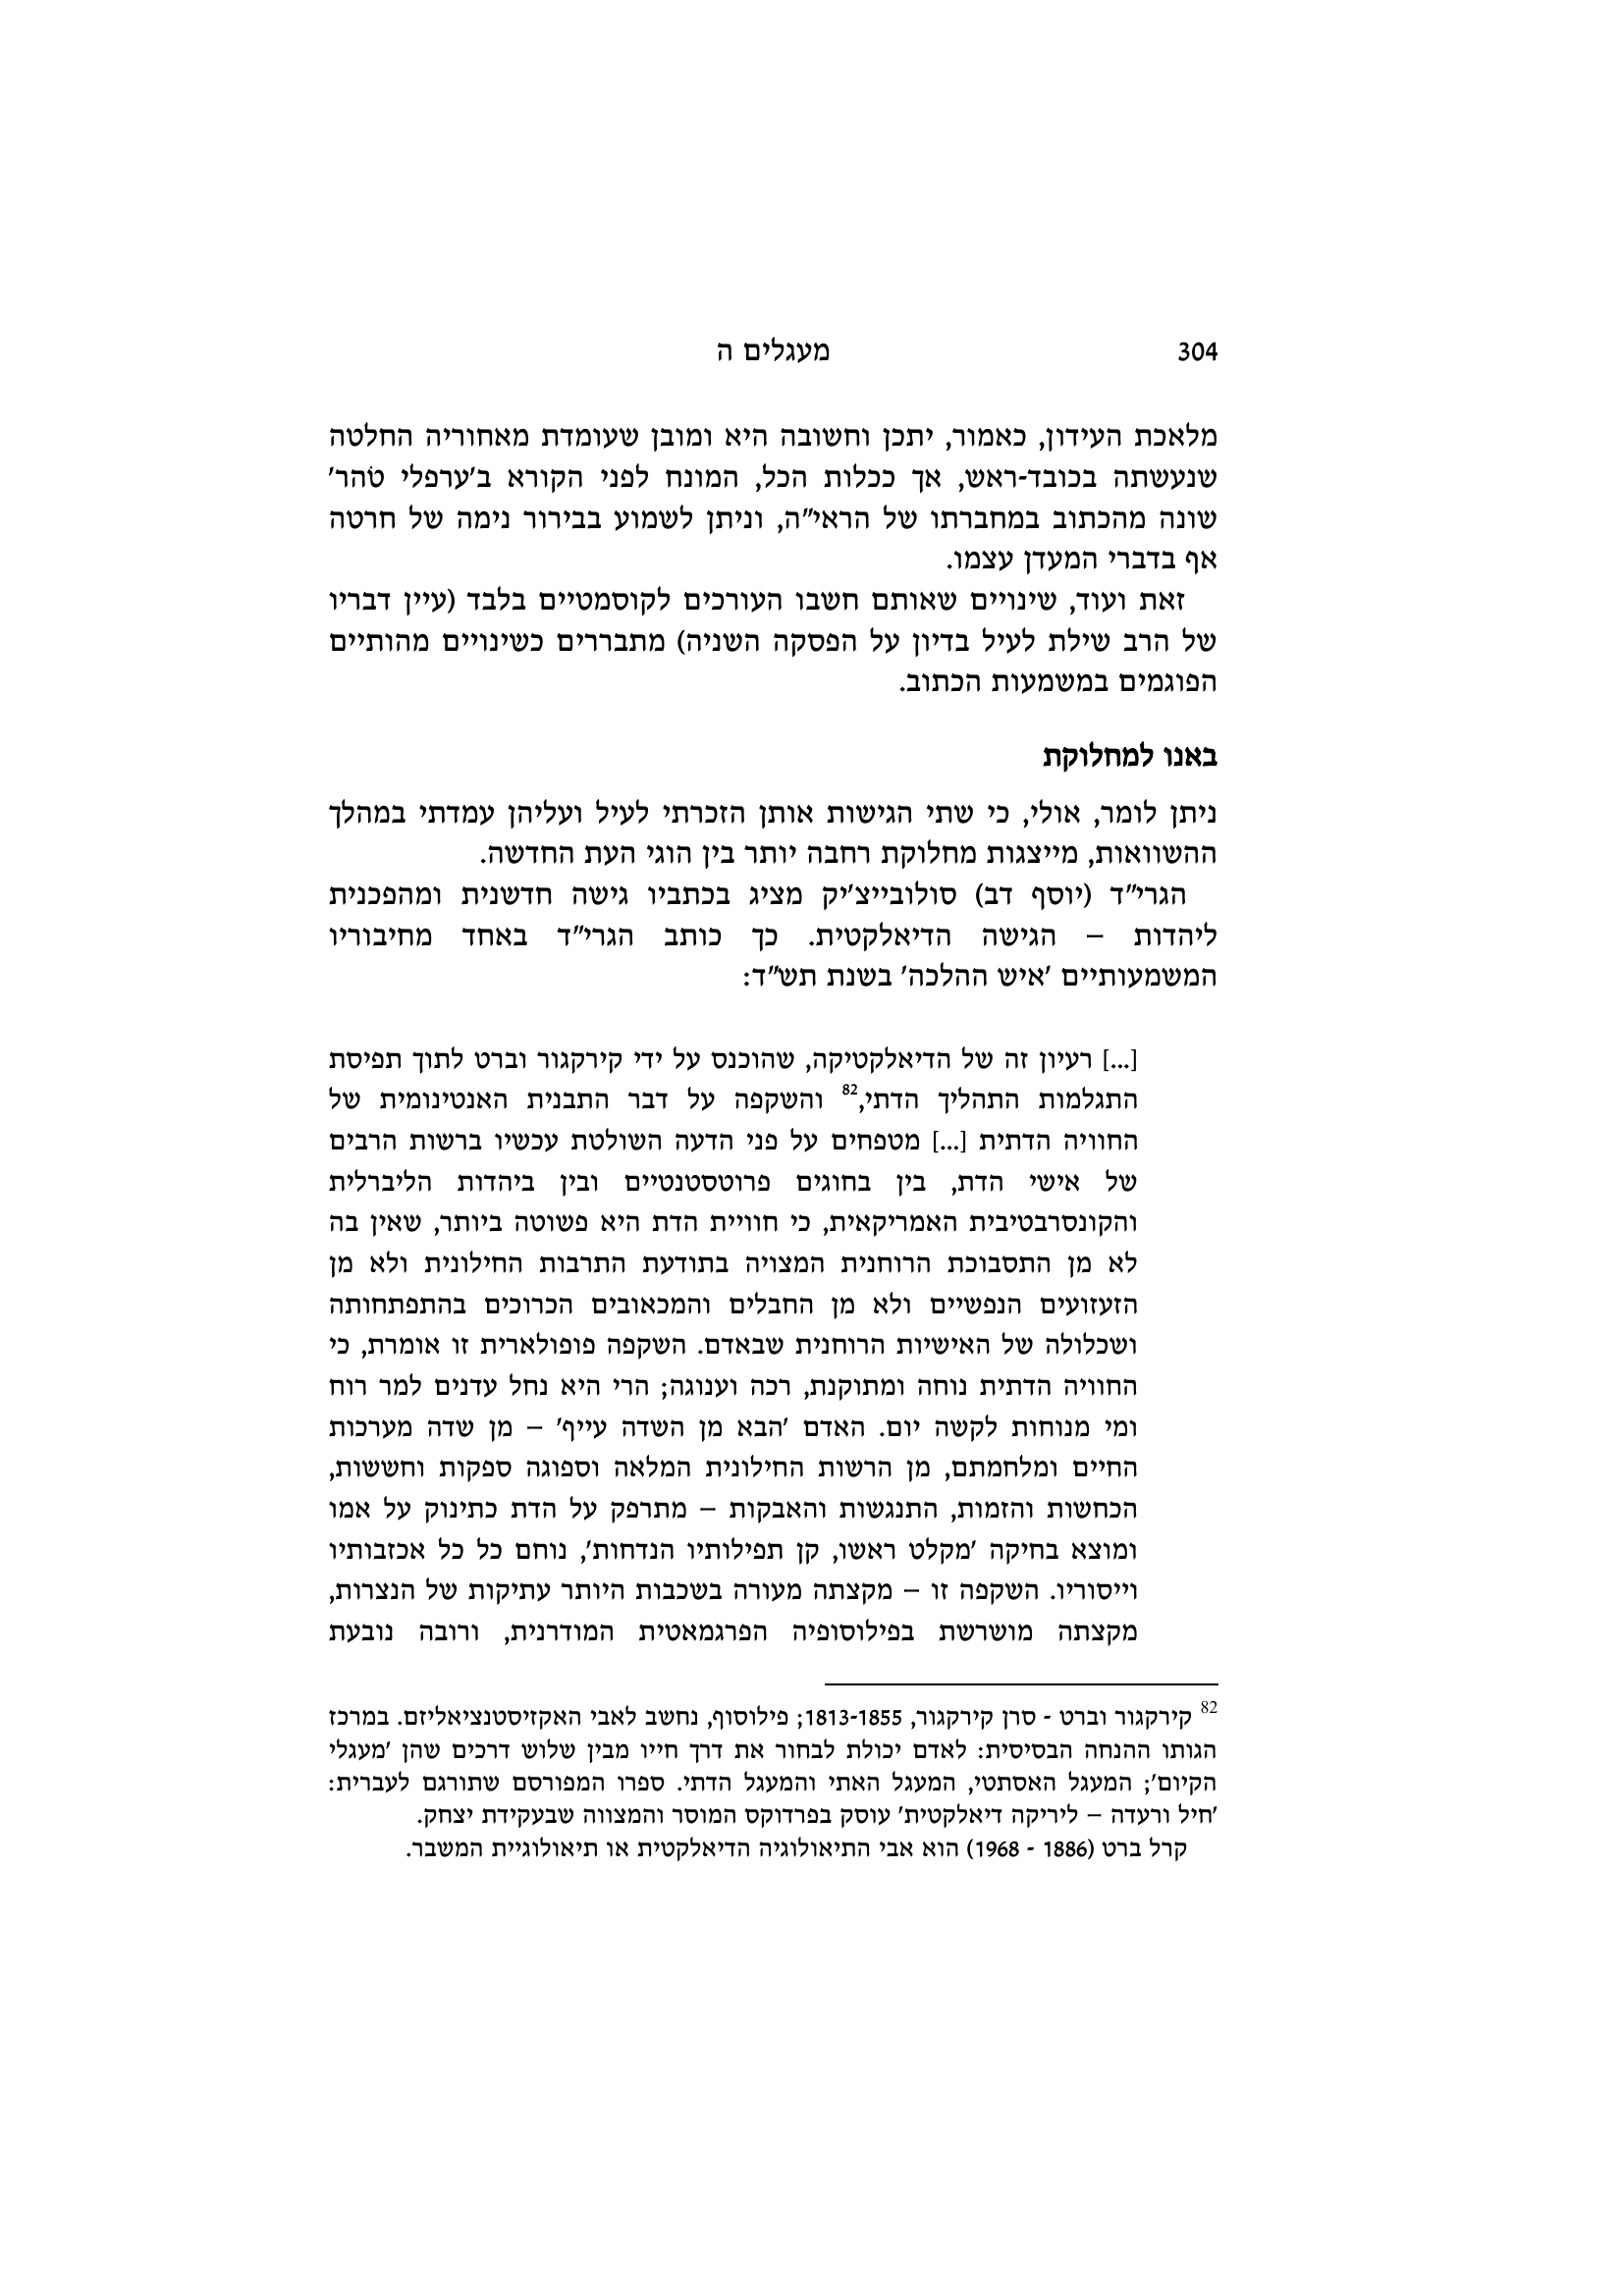 304 מעגלים ה
מלאכת העידון, כאמור, יתכן וחשובה היא ומובן שעומדת מאחוריה החלטה
שנעשתה בכובד-ראש, אך ככלות הכל, המונח לפני הקורא ב'ערפלי טֹהר'
שונה מהכתוב במחברתו של הראי"ה, וניתן לשמוע בבירור נימה של חרטה
אף בדברי המעדן עצמו.
זאת ועוד, שינויים שאותם חשבו העורכים לקוסמטיים בלבד (עיין דבריו
של הרב שילת לעיל בדיון על הפסקה השניה) מתבררים כשינויים מהותיים
הפוגמים במשמעות הכתוב.
באנו למחלוקת
ניתן לומר, אולי, כי שתי הגישות אותן הזכרתי לעיל ועליהן עמדתי במהלך
ההשוואות, מייצגות מחלוקת רחבה יותר בין הוגי העת החדשה.
הגרי"ד (יוסף דב) סולובייצ'יק מציג בכתביו גישה חדשנית ומהפכנית
ליהדות – הגישה הדיאלקטית. כך כותב הגרי"ד באחד מחיבוריו
המשמעותיים 'איש ההלכה' בשנת תש"ד:
[...] רעיון זה של הדיאלקטיקה, שהוכנס על ידי קירקגור וברט לתוך תפיסת
התגלמות התהליך הדתי,82 והשקפה על דבר התבנית האנטינומית של
החוויה הדתית [...] מטפחים על פני הדעה השולטת עכשיו ברשות הרבים
של אישי הדת, בין בחוגים פרוטסטנטיים ובין ביהדות הליברלית
והקונסרבטיבית האמריקאית, כי חוויית הדת היא פשוטה ביותר, שאין בה
לא מן התסבוכת הרוחנית המצויה בתודעת התרבות החילונית ולא מן
הזעזועים הנפשיים ולא מן החבלים והמכאובים הכרוכים בהתפתחותה
ושכלולה של האישיות הרוחנית שבאדם. השקפה פופולארית זו אומרת, כי
החוויה הדתית נוחה ומתוקנת, רכה וענוגה; הרי היא נחל עדנים למר רוח
ומי מנוחות לקשה יום. האדם 'הבא מן השדה עייף' – מן שדה מערכות
החיים ומלחמתם, מן הרשות החילונית המלאה וספוגה ספקות וחששות,
הכחשות והזמות, התנגשות והאבקות – מתרפק על הדת כתינוק על אמו
ומוצא בחיקה 'מקלט ראשו, קן תפילותיו הנדחות', נוחם כל כל אכזבותיו
וייסוריו. השקפה זו – מקצתה מעורה בשכבות היותר עתיקות של הנצרות,
מקצתה מושרשת בפילוסופיה הפרגמאטית המודרנית, ורובה נובעת
82 קירקגור וברט - סרן קירקגור, 1813-1855; פילוסוף, נחשב לאבי האקזיסטנציאליזם. במרכז
הגותו ההנחה הבסיסית: לאדם יכולת לבחור את דרך חייו מבין שלוש דרכים שהן 'מעגלי
הקיום'; המעגל האסתטי, המעגל האתי והמעגל הדתי. ספרו המפורסם שתורגם לעברית:
'חיל ורעדה – ליריקה דיאלקטית' עוסק בפרדוקס המוסר והמצווה שבעקידת יצחק.
קרל ברט (1886 - 1968) הוא אבי התיאולוגיה הדיאלקטית או תיאולוגיית המשבר.